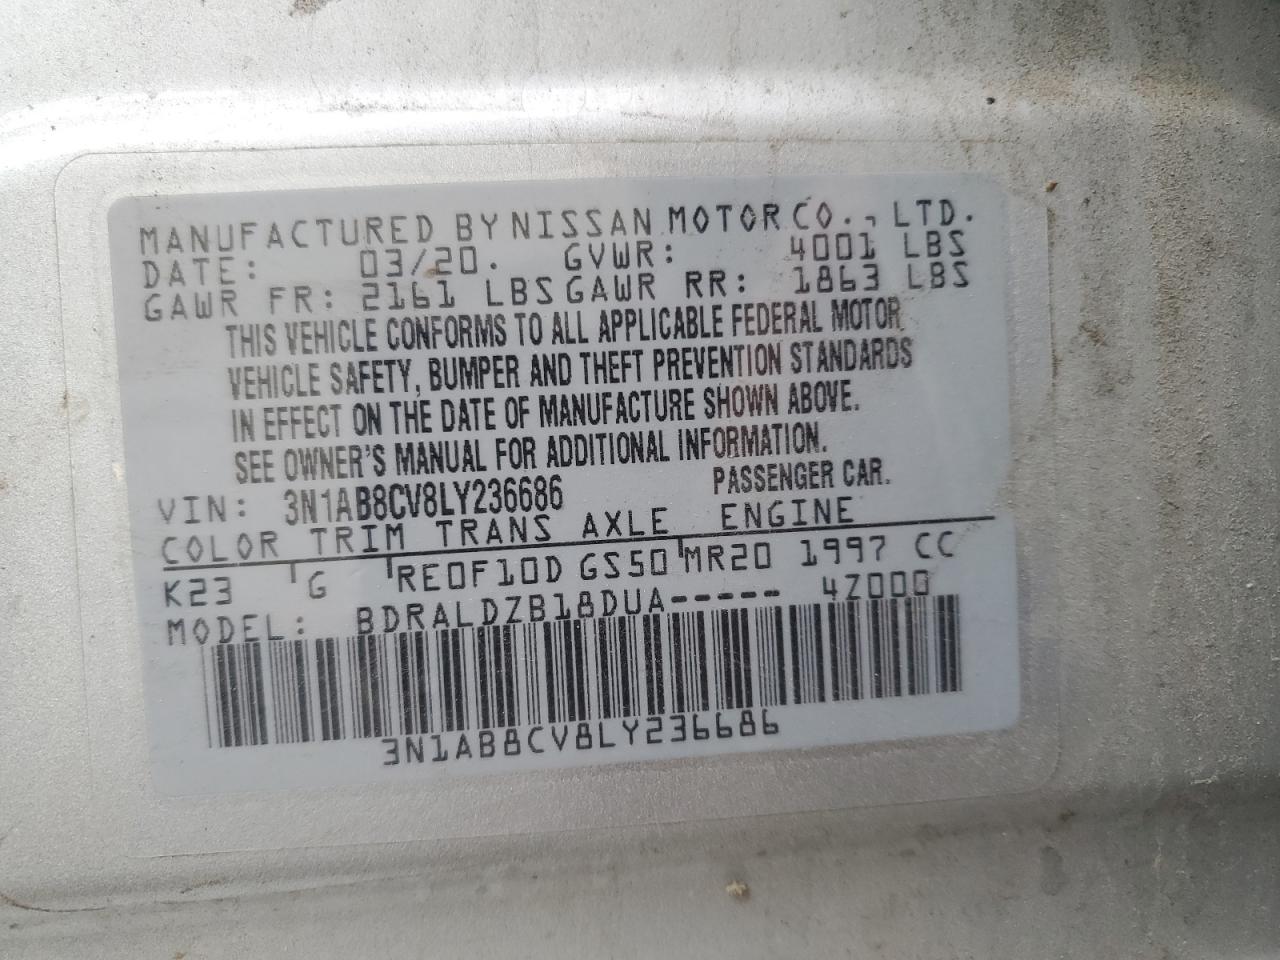 MANUFACTURED BY NISSAN MOTOR CO., LTD.
DATE: 03/20. GVWR: 4001 LBS
GAWR FR: 2161 LBS GAWR RR: 1863 LBS
THIS VEHICLE CONFORMS TO ALL APPLICABLE FEDERAL MOTOR
VEHICLE SAFETY, BUMPER AND THEFT PREVENTION STANDARDS
IN EFFECT ON THE DATE OF MANUFACTURE SHOWN ABOVE.
SEE OWNER'S MANUAL FOR ADDITIONAL INFORMATION.
VIN: 3N1AB8CV8LY236686 PASSENGER CAR.
COLOR TRIM TRANS AXLE ENGINE
K23 G RE0F10D GS50 MR20 1997 CC
MODEL: BDRALDZB18DUA----- 4Z000
3N1AB8CV8LY236686